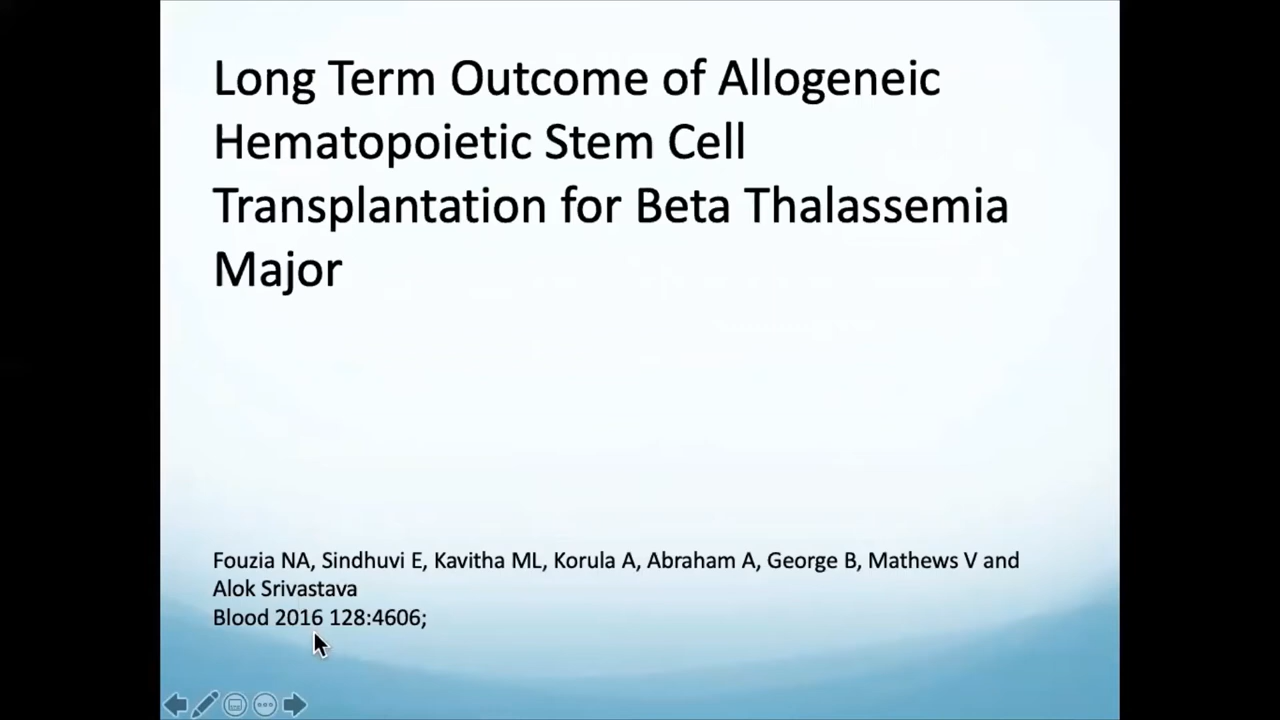 Long Term Outcome of Allogeneic
Hematopoietic Stem Cell
Transplantation for Beta Thalassemia
Major
Fouzia NA, Sindhuvi E, Kavitha ML, Korula A, Abraham A, George B, Mathews V and
Alok Srivastava
Blood 2016 128:4606;